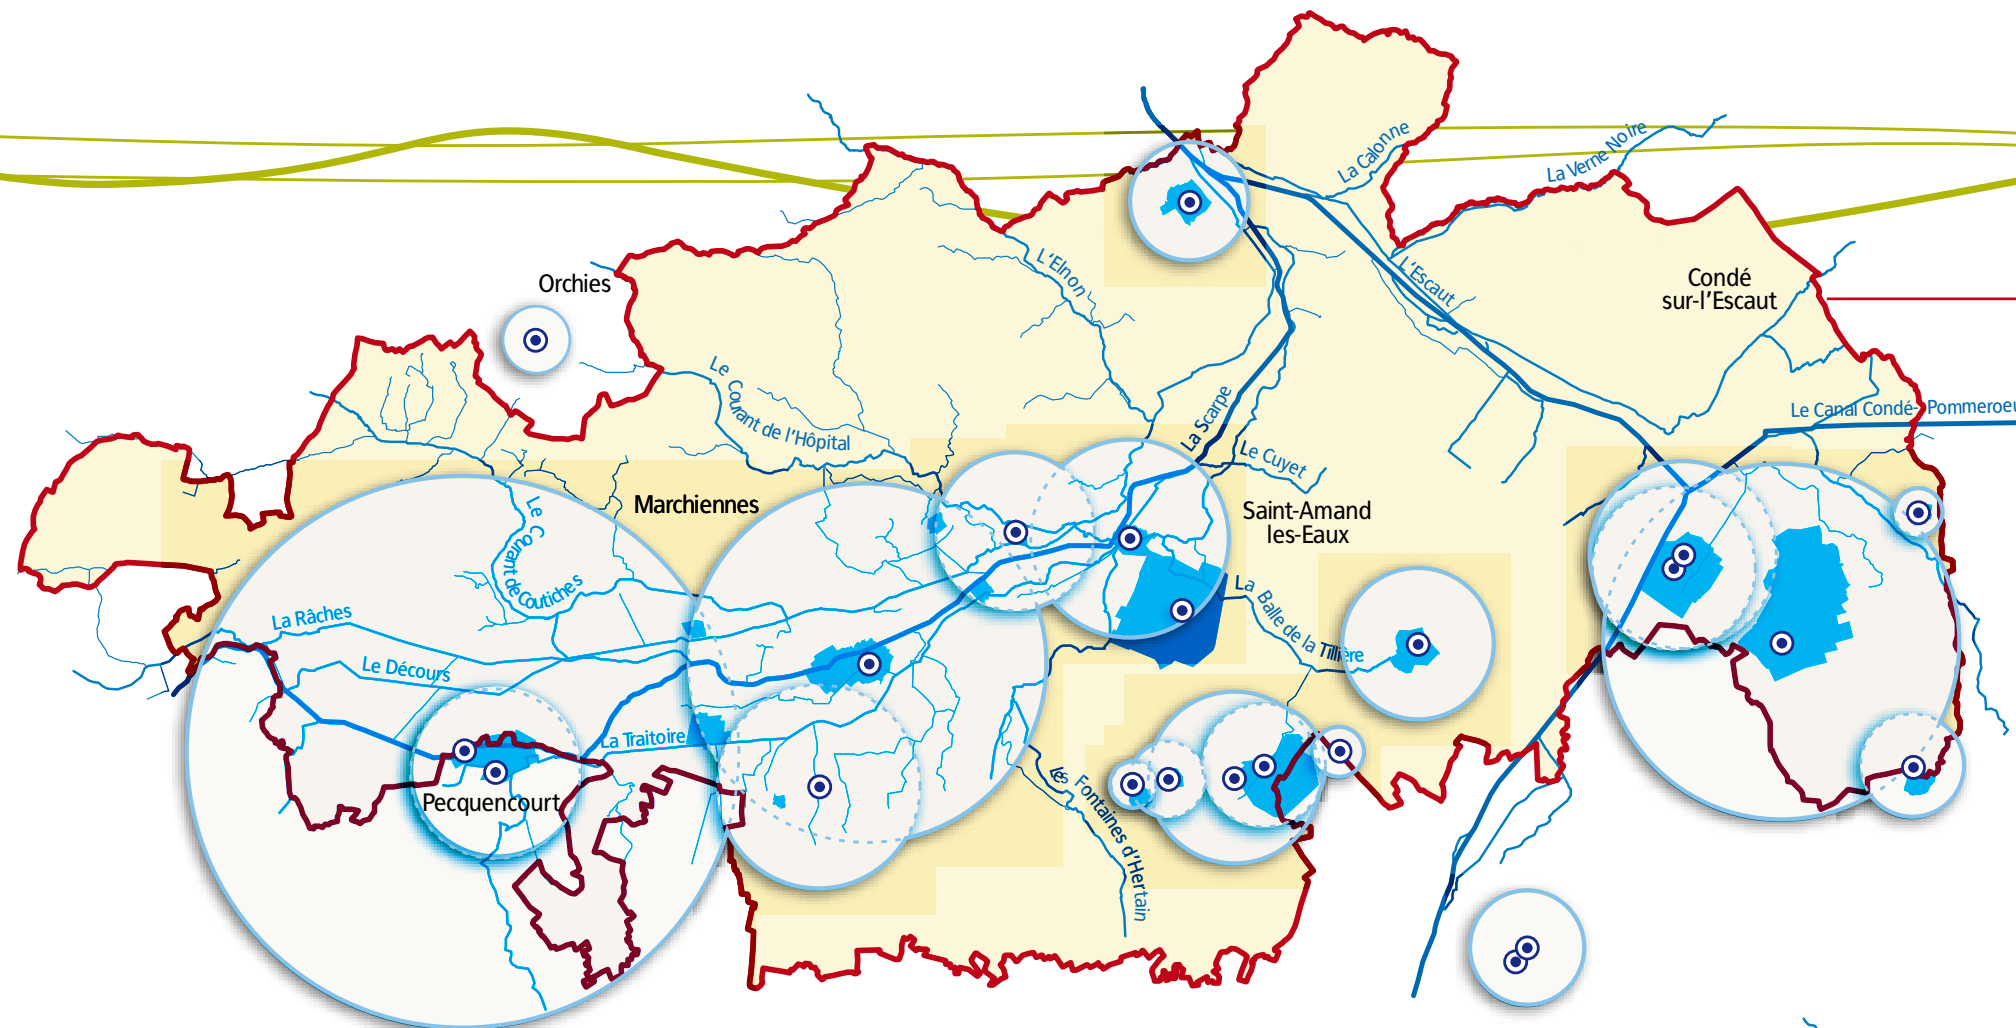 La Calonne
La Verne Noire
L'Elnon
L'Escaut
Condé
sur-l'Escaut
Orchies
Le Courant de l'Hôpital
La Scarpe
Le Canal Condé- Pommeroeu
Le Cuyet
Marchiennes
Le Courant de Coutiches
Saint-Amand
les-Eaux
La Râches
La Balle de la Tillière
Le Décours
La Traitoire
Pecquencourt
Les Fontaines d'Hertain